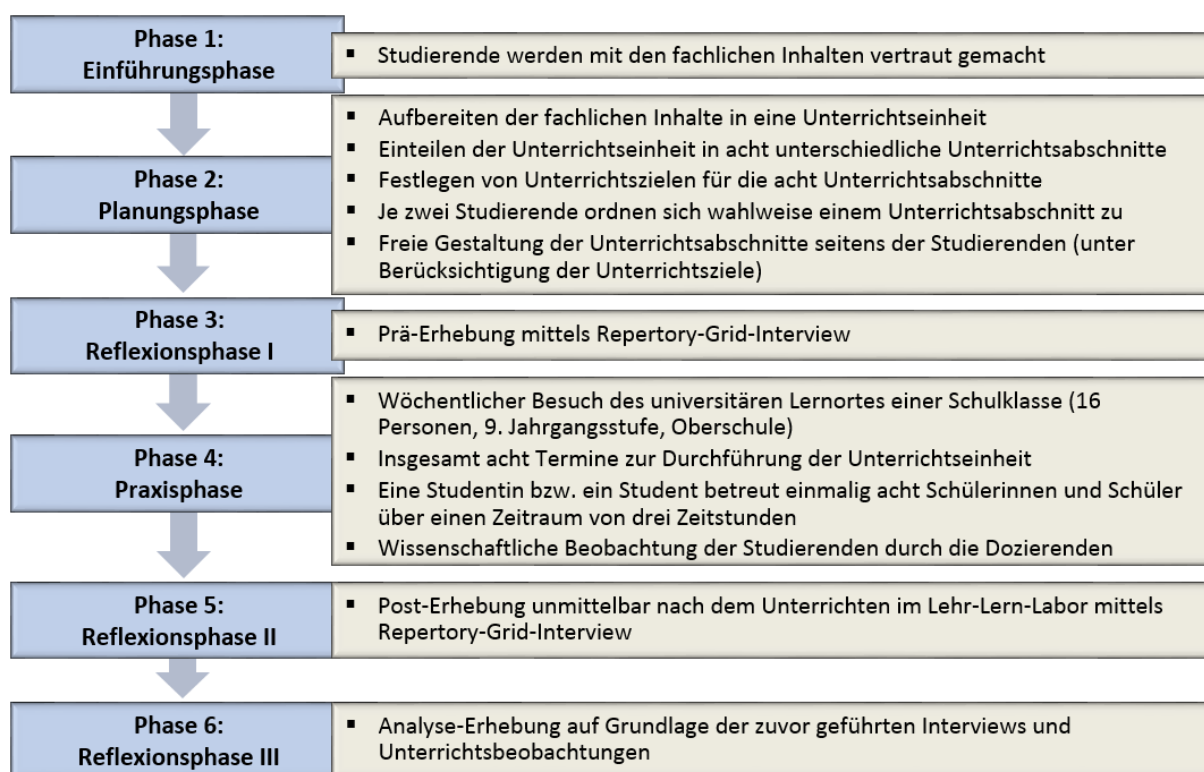 Phase 1:
Einführungsphase
▪ Studierende werden mit den fachlichen Inhalten vertraut gemacht
Phase 2:
Planungsphase
▪ Aufbereiten der fachlichen Inhalte in eine Unterrichtseinheit
▪ Einteilen der Unterrichtseinheit in acht unterschiedliche Unterrichtsabschnitte
▪ Festlegen von Unterrichtszielen für die acht Unterrichtsabschnitte
▪ Je zwei Studierende ordnen sich wahlweise einem Unterrichtsabschnitt zu
▪ Freie Gestaltung der Unterrichtsabschnitte seitens der Studierenden (unter
Berücksichtigung der Unterrichtsziele)
Phase 3:
Reflexionsphase I
▪ Prä-Erhebung mittels Repertory-Grid-Interview
Phase 4:
Praxisphase
▪ Wöchentlicher Besuch des universitären Lernortes einer Schulklasse (16
Personen, 9. Jahrgangsstufe, Oberschule)
▪ Insgesamt acht Termine zur Durchführung der Unterrichtseinheit
▪ Eine Studentin bzw. ein Student betreut einmalig acht Schülerinnen und Schüler
über einen Zeitraum von drei Zeitstunden
▪ Wissenschaftliche Beobachtung der Studierenden durch die Dozierenden
Phase 5:
Reflexionsphase II
▪ Post-Erhebung unmittelbar nach dem Unterrichten im Lehr-Lern-Labor mittels
Repertory-Grid-Interview
Phase 6:
Reflexionsphase III
▪ Analyse-Erhebung auf Grundlage der zuvor geführten Interviews und
Unterrichtsbeobachtungen